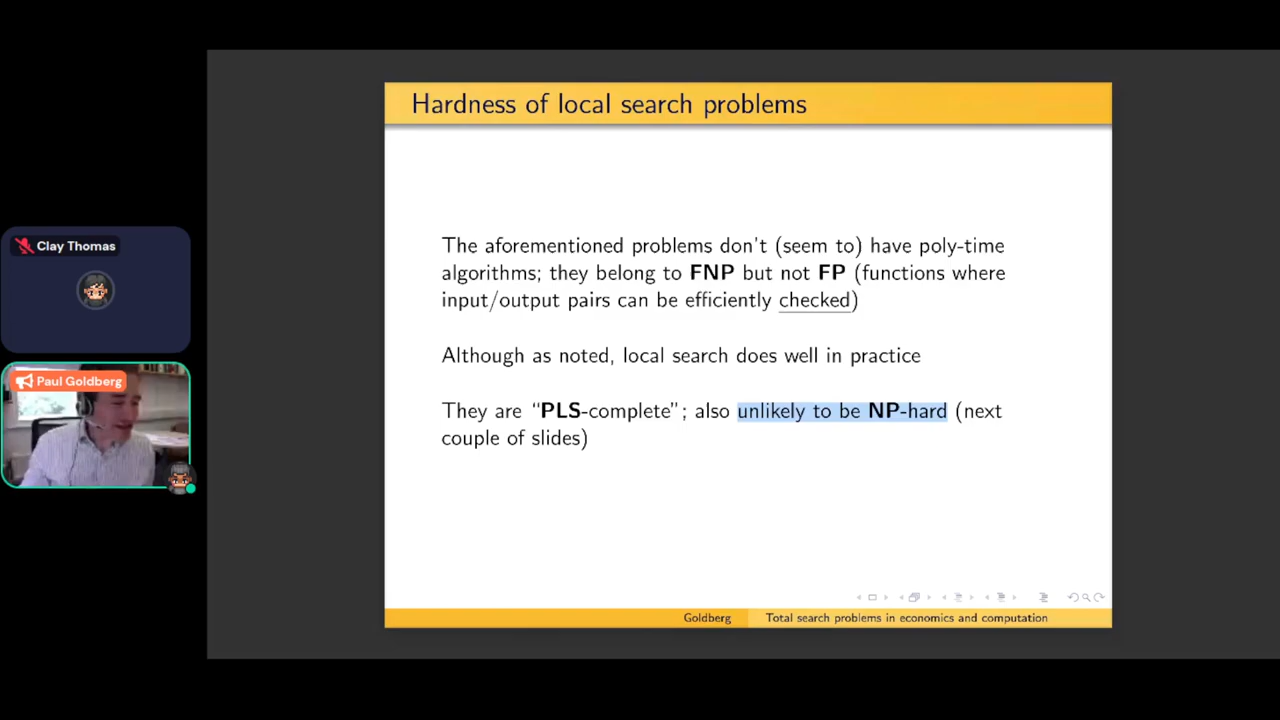 Hardness of local search problems
Clay Thomas
The aforementioned problems don't (seem to) have poly-time
algorithms; they belong to FNP but not FP (functions where
input/output pairs can be efficiently checked)
Although as noted, local search does well in practice
Paul Goldberg
They are “PLS-complete”; also unlikely to be NP-hard (next
couple of slides)
Goldberg
Total search problems in economics and computation